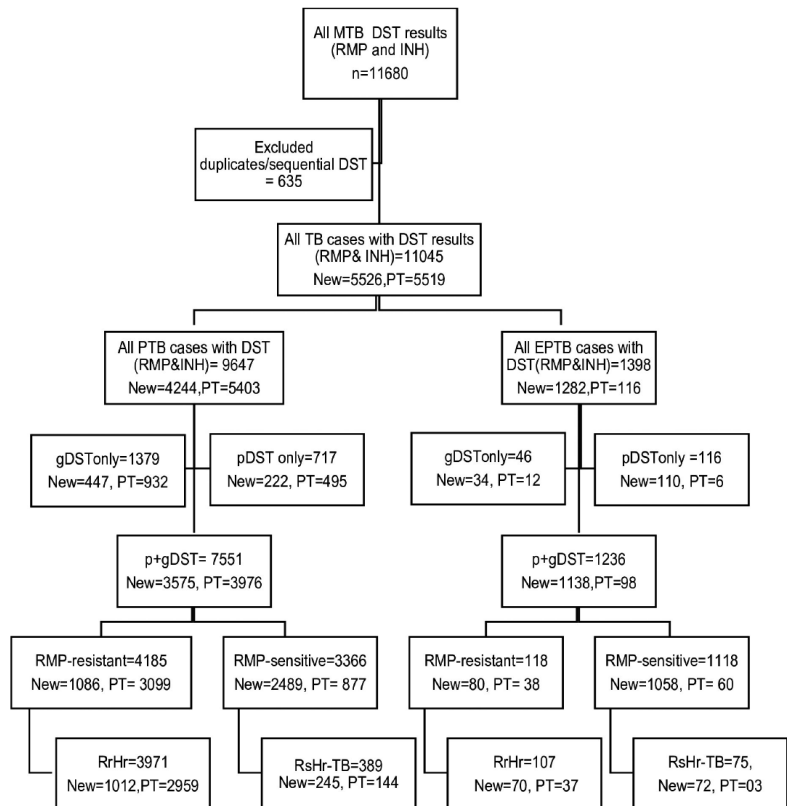 All MTB DST results
(RMP and INH)
n=11680
Excluded
duplicates/sequential DST
= 635
All TB cases with DST results
(RMP& INH)=11045
New=5526,PT=5519
All PTB cases with DST
(RMP&INH)= 9647
New=4244,PT=5403
All EPTB cases with
DST(RMP&INH)=1398
New=1282,PT=116
gDSTonly=1379
New=447, PT=932
pDST only=717
New=222, PT=495
gDSTonly=46
New=34, PT=12
pDSTonly =116
New=110, PT=6
p+gDST= 7551
New=3575, PT=3976
p+gDST=1236
New=1138,PT=98
RMP-resistant=4185
New=1086, PT= 3099
RMP-sensitive=3366
New=2489, PT= 877
RMP-resistant=118
New=80, PT= 38
RMP-sensitive=1118
New=1058, PT= 60
RrHr=3971
New=1012,PT=2959
RsHr-TB=389
New=245, PT=144
RrHr=107
New=70, PT=37
RsHr-TB=75,
New=72, PT=03